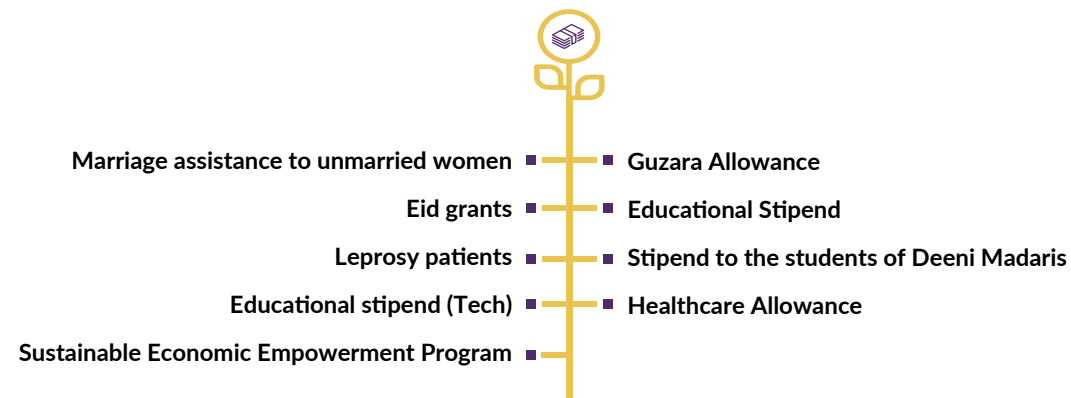 Marriage assistance to unmarried women
Guzara Allowance
Eid grants
Educational Stipend
Leprosy patients
Stipend to the students of Deeni Madaris
Educational stipend (Tech)
Healthcare Allowance
Sustainable Economic Empowerment Program